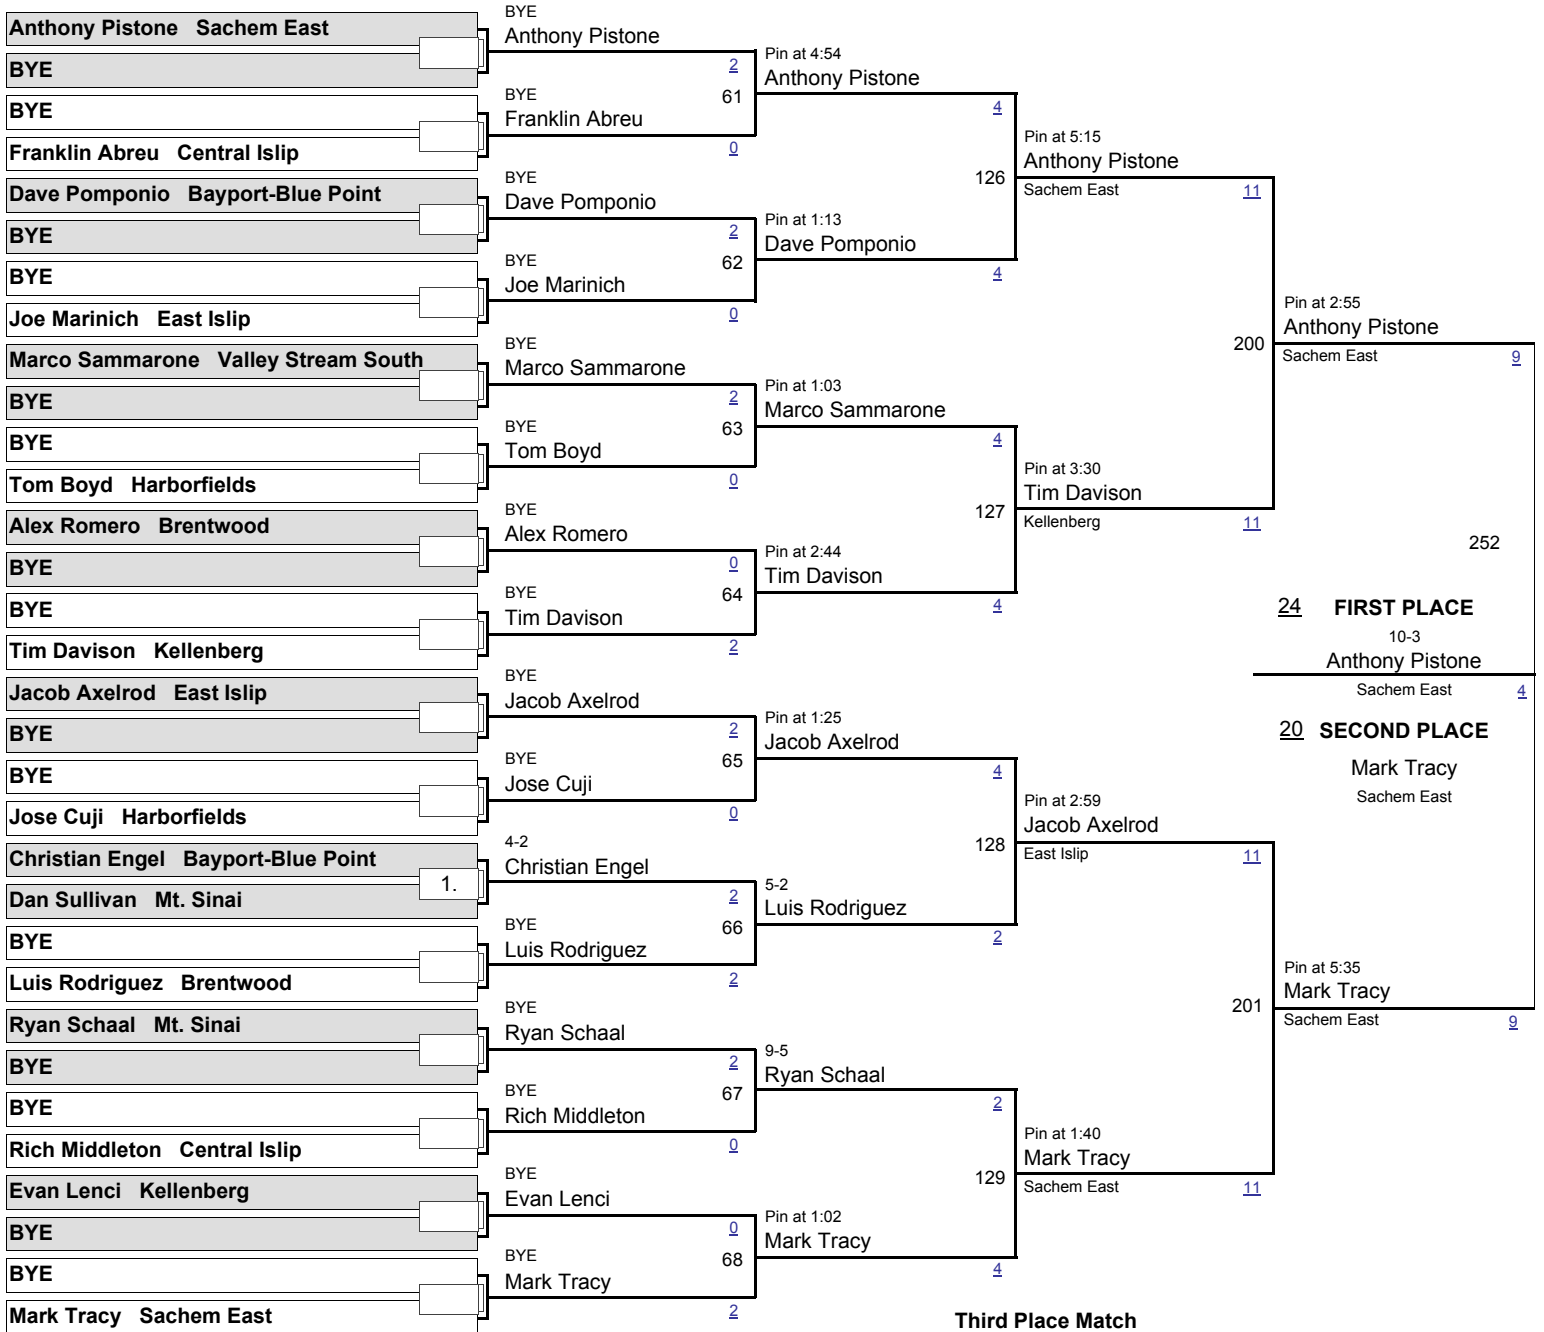 Anthony Pistone Sachem East
BYE
BYE
Franklin Abreu Central Islip
Dave Pomponio Bayport-Blue Point
BYE
BYE
Joe Marinich East Islip
Marco Sammarone Valley Stream South
BYE
BYE
Tom Boyd Harborfields
Alex Romero Brentwood
BYE
BYE
Tim Davison Kellenberg
Jacob Axelrod East Islip
BYE
BYE
Jose Cuji Harborfields
Christian Engel Bayport-Blue Point
1.
Dan Sullivan Mt. Sinai
BYE
Luis Rodriguez Brentwood
Ryan Schaal Mt. Sinai
BYE
BYE
Rich Middleton Central Islip
Evan Lenci Kellenberg
BYE
BYE
Mark Tracy Sachem East
BYE
Anthony Pistone
2
61
BYE
Franklin Abreu
0
BYE
Dave Pomponio
2
62
BYE
Joe Marinich
0
BYE
Marco Sammarone
2
63
BYE
Tom Boyd
0
BYE
Alex Romero
0
64
BYE
Tim Davison
2
BYE
Jacob Axelrod
2
65
BYE
Jose Cuji
0
4-2
Christian Engel
2
66
BYE
Luis Rodriguez
2
BYE
Ryan Schaal
2
67
BYE
Rich Middleton
0
BYE
Evan Lenci
0
68
BYE
Mark Tracy
2
Pin at 4:54
Anthony Pistone
4
126
Pin at 1:13
Dave Pomponio
4
Pin at 1:03
Marco Sammarone
4
127
Pin at 2:44
Tim Davison
4
Pin at 1:25
Jacob Axelrod
4
128
5-2
Luis Rodriguez
2
9-5
Ryan Schaal
2
129
Pin at 1:02
Mark Tracy
4
Pin at 5:15
Anthony Pistone
Sachem East 11
200
Pin at 3:30
Tim Davison
Kellenberg 11
Pin at 2:59
Jacob Axelrod
East Islip 11
201
Pin at 1:40
Mark Tracy
Sachem East 11
Pin at 2:55
Anthony Pistone
Sachem East 9
252
24 FIRST PLACE
10-3
Anthony Pistone
Sachem East 4
20 SECOND PLACE
Mark Tracy
Sachem East
Pin at 5:35
Mark Tracy
Sachem East 9
Third Place Match